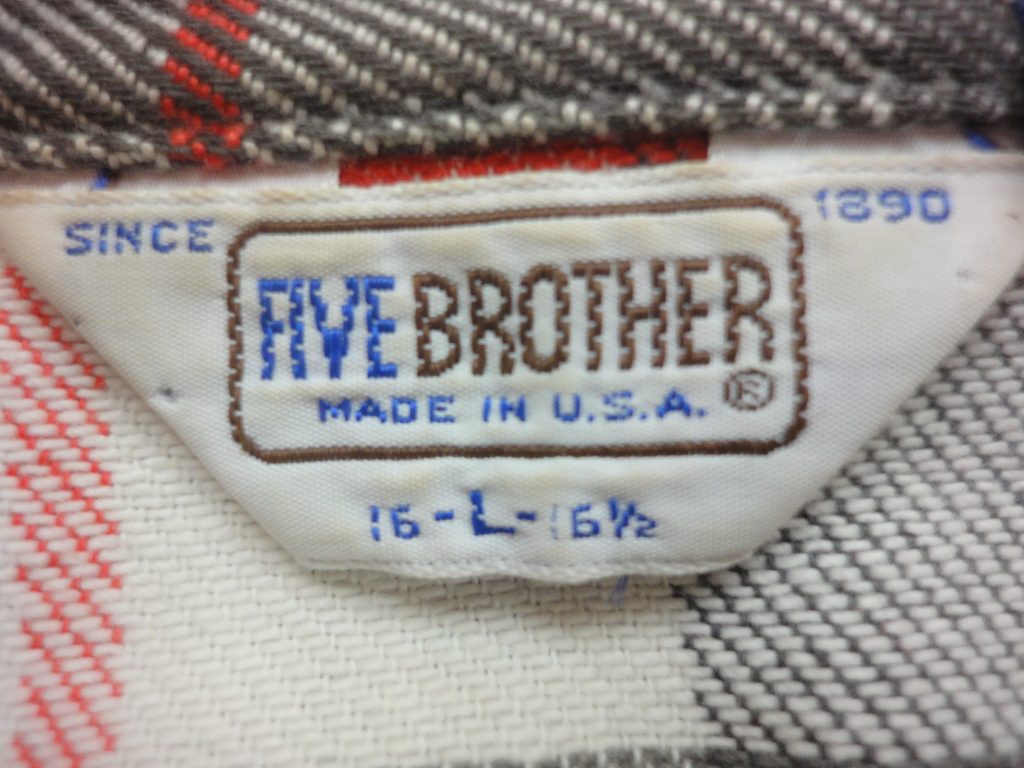 SINCE 1890
FIVE BROTHER
MADE IN U.S.A. ®
16-L-16½